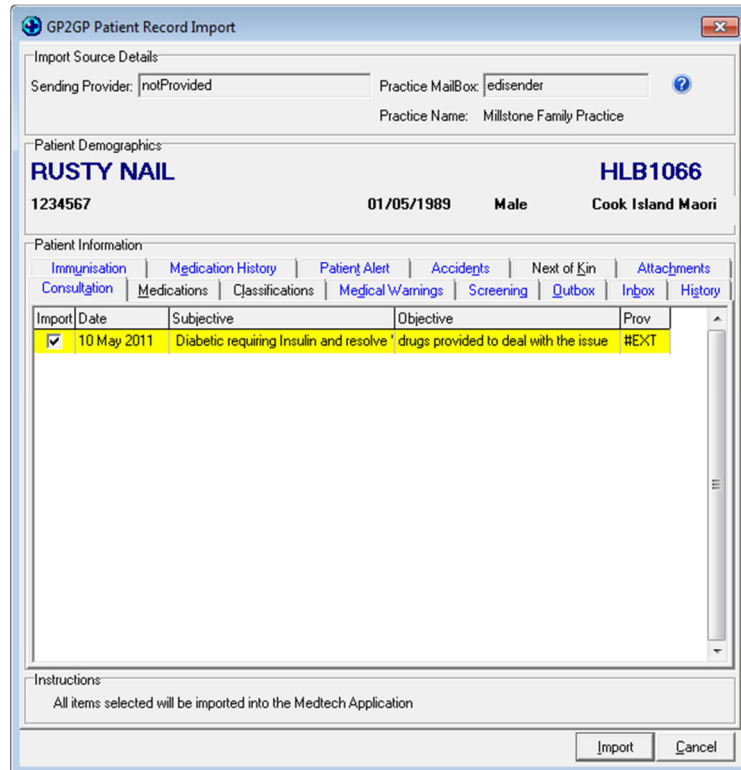 GP2GP Patient Record Import
Import Source Details
Sending Provider: notProvided Practice MailBox: edisender
Practice Name: Millstone Family Practice
Patient Demographics
RUSTY NAIL HLB1066
1234567 01/05/1989 Male Cook Island Maori
Patient Information
Immunisation Medication History Patient Alert Accidents Next of Kin Attachments
Consultation Medications Classifications Medical Warnings Screening Outbox Inbox History
Import Date Subjective Objective Prov
10 May 2011 Diabetic requiring Insulin and resolve ' drugs provided to deal with the issue #EXT
Instructions
All items selected will be imported into the Medtech Application
Import Cancel